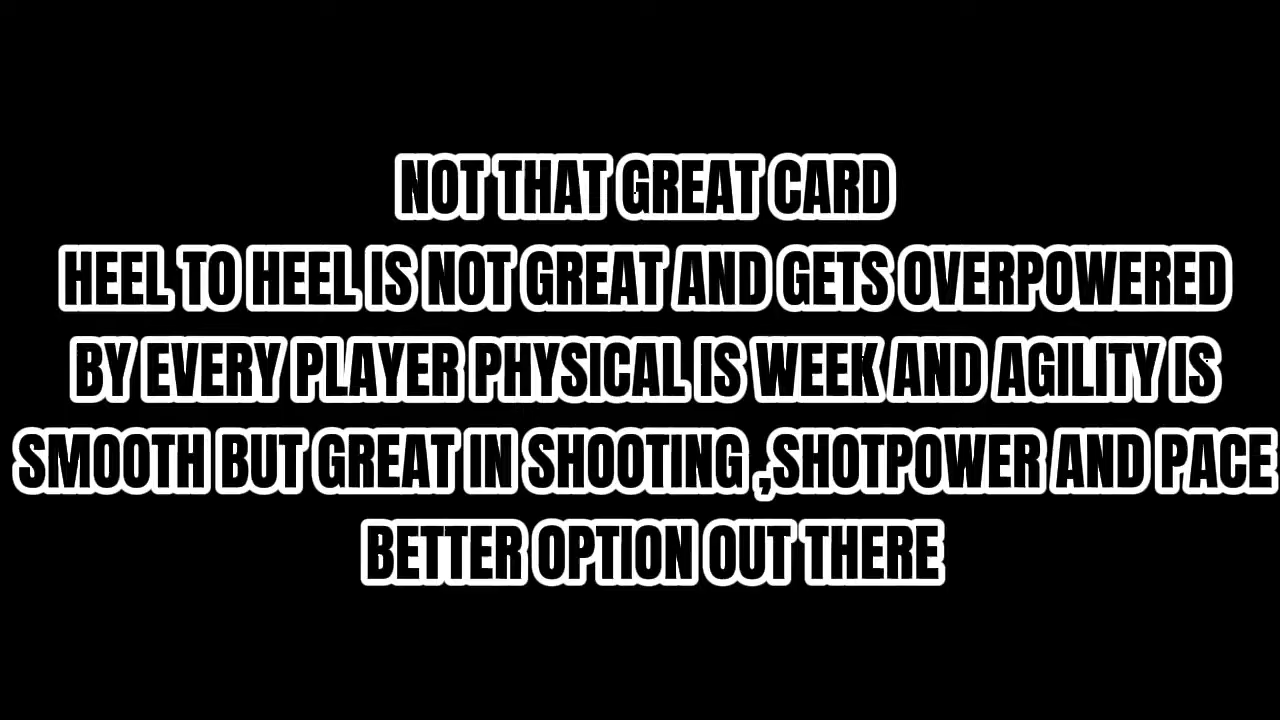 NOT THAT GREAT CARD
HEEL TO HEEL IS NOT GREAT AND GETS OVERPOWERED
BY EVERY PLAYER PHYSICAL IS WEEK AND AGILITY IS
SMOOTH BUT GREAT IN SHOOTING ,SHOTPOWER AND PACE
BETTER OPTION OUT THERE